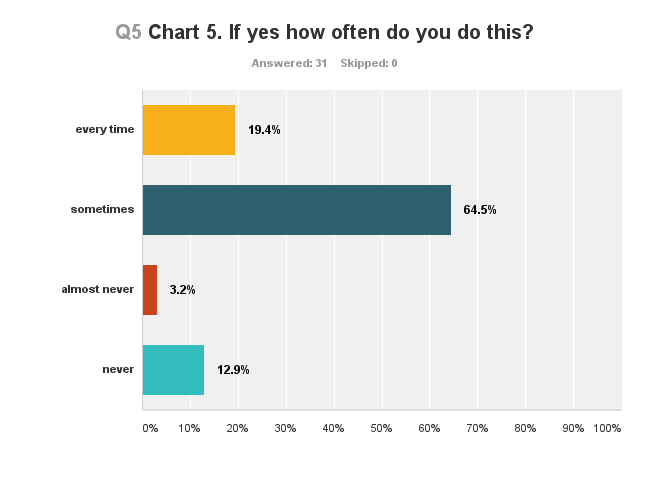 Q5 Chart 5. If yes how often do you do this?
Answered: 31 Skipped: 0
every time
19.4%
sometimes
64.5%
almost never
3.2%
never
12.9%
0% 10% 20% 30% 40% 50% 60% 70% 80% 90% 100%